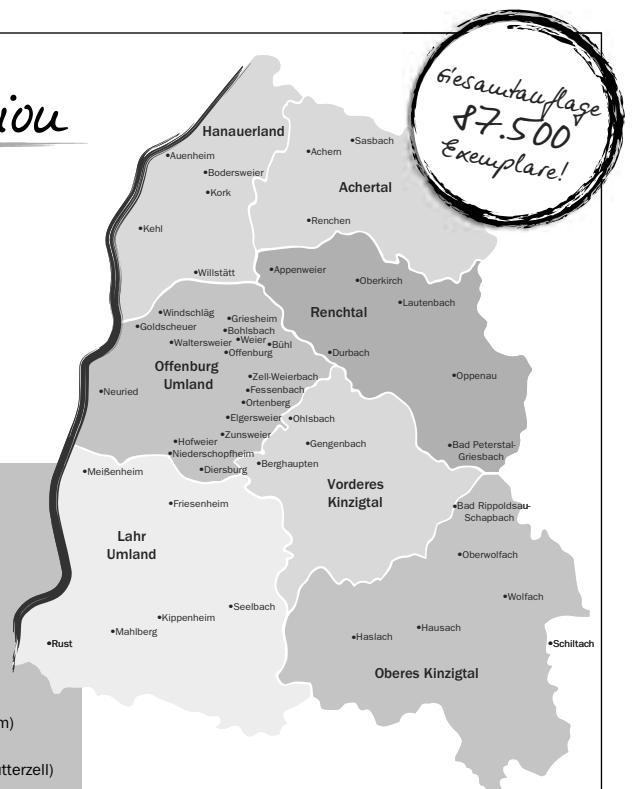 ion
Gesamtauflage
87.500
Exemplare!
Hanauerland
•Auenheim
•Bodersweier
•Kork
•Kehl
•Willstätt
•Sasbach
•Achern
Achertal
•Renchen
•Appenweier
•Oberkirch
•Lautenbach
Renchtal
•Durbach
•Oppenau
•Bad Peterstal-
Griesbach
•Windschläg
•Griesheim
•Goldscheuer
•Bohlsbach
•Waltersweier
•Weier
•Bühl
•Offenburg
Offenburg
Umland
•Zell-Weierbach
•Neuried
•Fessenbach
•Ortenberg
•Elgersweier
•Ohlsbach
•Zunsweier
•Hofweier
•Gengenbach
•Niederschopfheim
•Berghaupten
•Diersburg
Vorderes
Kinzigtal
•Meißenheim
•Friesenheim
Lahr
Umland
•Seelbach
•Kippenheim
•Mahlberg
•Rust
•Bad Rippoldsau-
Schapbach
•Oberwolfach
•Wolfach
•Hausach
•Haslach
•Schiltach
Oberes Kinzigtal
m)
tterzell)